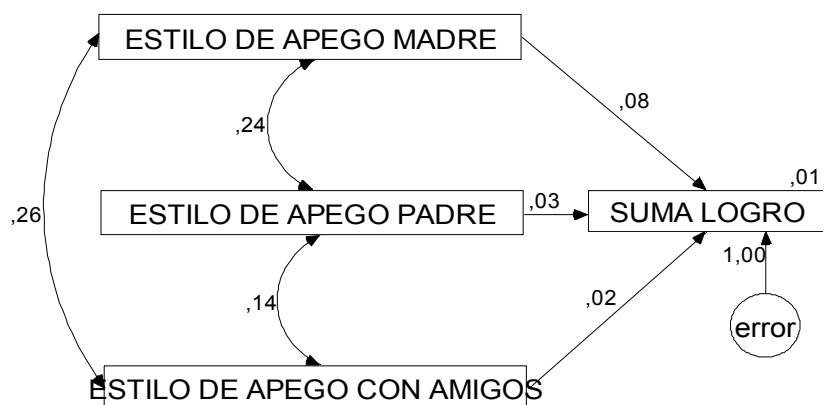 ESTILO DE APEGO MADRE
,08
,24
,01
ESTILO DE APEGO PADRE
,03
SUMA LOGRO
,26
1,00
,14
,02
error
ESTILO DE APEGO CON AMIGOS